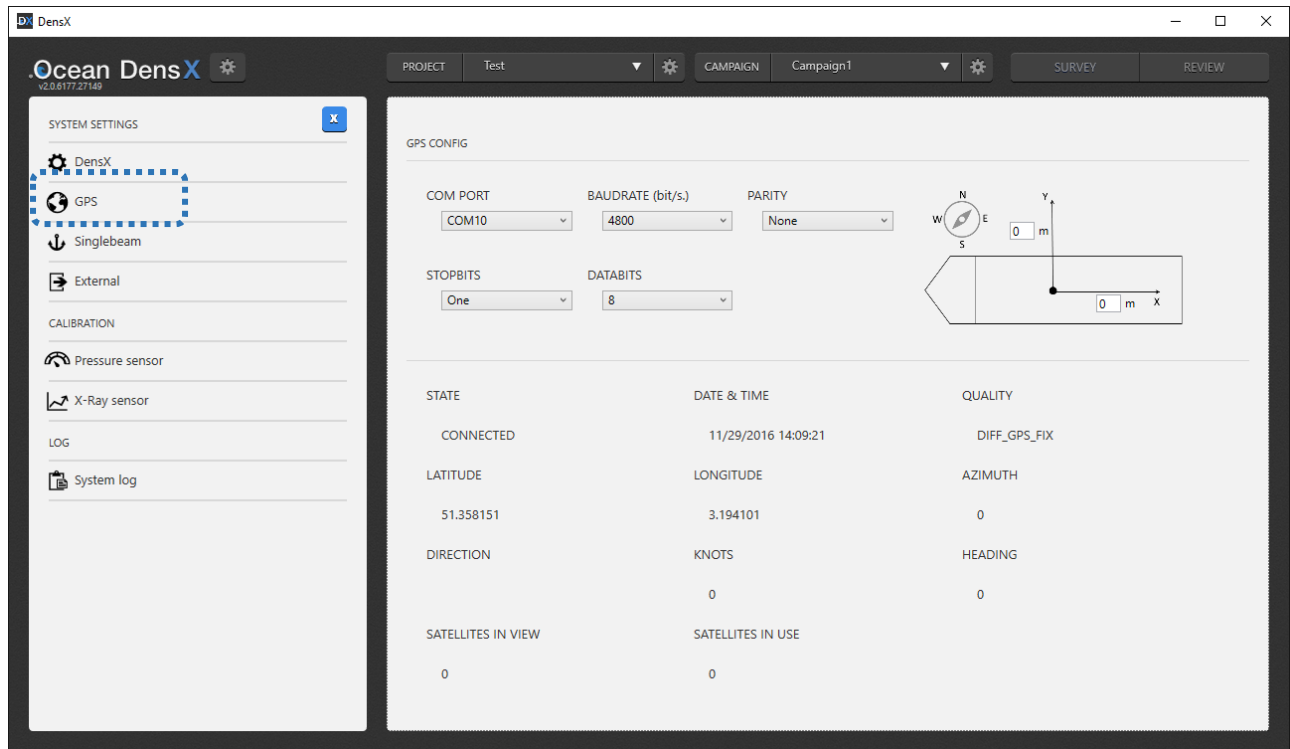 DX DensX
.Ocean DensX
v2.0.6177.27149
PROJECT Test CAMPAIGN Campaign1 SURVEY REVIEW
SYSTEM SETTINGS X
DensX
GPS
Singlebeam
External
CALIBRATION
Pressure sensor
X-Ray sensor
LOG
System log
GPS CONFIG
COM PORT BAUDRATE (bit/s.) PARITY
COM10 4800 None
STOPBITS DATABITS
One 8
N
W E
S
Y
0 m
0 m X
STATE DATE & TIME QUALITY
CONNECTED 11/29/2016 14:09:21 DIFF_GPS_FIX
LATITUDE LONGITUDE AZIMUTH
51.358151 3.194101 0
DIRECTION KNOTS HEADING
0 0
SATELLITES IN VIEW SATELLITES IN USE
0 0